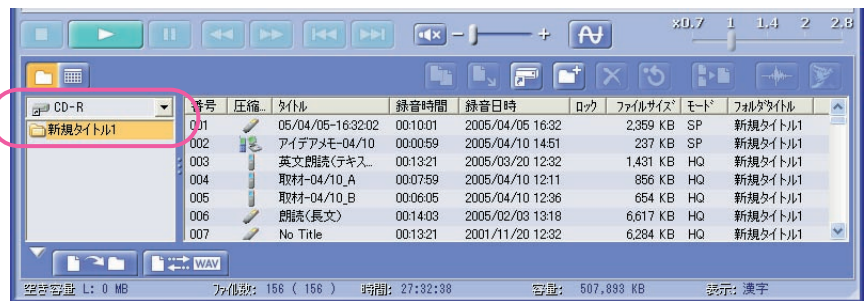 x0.7 1 1.4 2 2.8
CD-R
新規タイトル1
番号 圧縮... タイトル 録音時間 録音日時 ロック ファイルサイズ モード フォルダタイトル
001 05/04/05-16:32:02 00:10:01 2005/04/05 16:32 2,359 KB SP 新規タイトル1
002 アイデアメモ-04/10 00:00:59 2005/04/10 14:51 237 KB SP 新規タイトル1
003 英文朗読(テキス... 00:13:21 2005/03/20 12:32 1,431 KB HQ 新規タイトル1
004 取材-04/10_A 00:07:59 2005/04/10 12:11 856 KB HQ 新規タイトル1
005 取材-04/10_B 00:06:05 2005/04/10 12:36 654 KB HQ 新規タイトル1
006 朗読(長文) 00:14:03 2005/02/03 13:18 6,617 KB HQ 新規タイトル1
007 No Title 00:13:21 2001/11/20 12:32 6,284 KB HQ 新規タイトル1
WAV
空き容量 L: 0 MB ファイル数: 156 ( 156 ) 時間: 27:32:38 容量: 507,893 KB 表示: 漢字